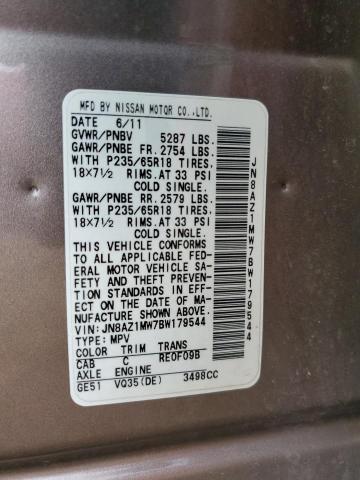 MFD BY NISSAN MOTOR CO.,LTD.
DATE 6/11
GVWR/PNBV 5287 LBS.
GAWR/PNBE FR. 2754 LBS.
WITH P235/65R18 TIRES,
18×7½ RIMS.AT 33 PSI
COLD SINGLE.
GAWR/PNBE RR. 2579 LBS.
WITH P235/65R18 TIRES,
18×7½ RIMS.AT 33 PSI
COLD SINGLE.
THIS VEHICLE CONFORMS
TO ALL APPLICABLE FED-
ERAL MOTOR VEHICLE SA-
FETY AND THEFT PREVEN-
TION STANDARDS IN EFF-
ECT ON THE DATE OF MA-
NUFACTURE SHOWN ABOVE.
VIN: JN8AZ1MW7BW179544
TYPE: MPV
COLOR TRIM TRANS
CAB C RE0F09B
AXLE ENGINE
GE51 VQ35(DE) 3498CC
JN8AZ1MW7BW179544